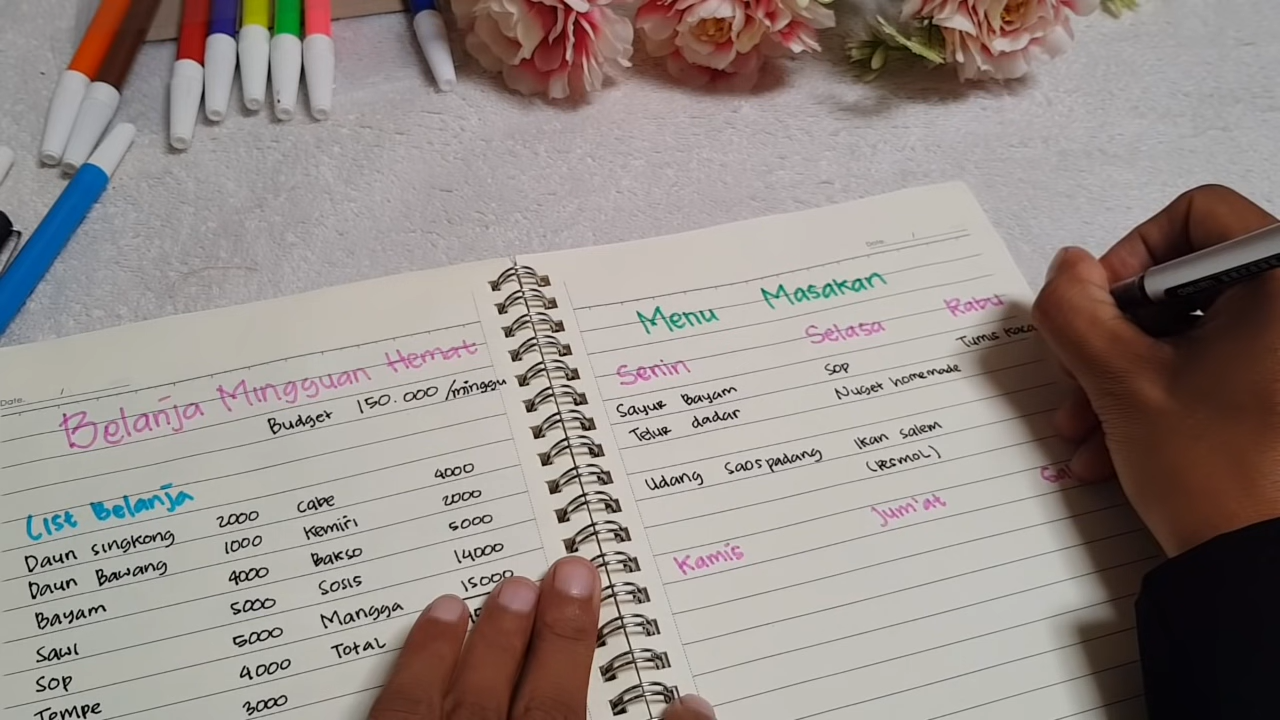 Date. /
Belanja Mingguan Hemat
Budget 150.000 /minggu
List Belanja
Daun singkong 2000 cabe 4000
Daun Bawang 1000 Kemiri 2000
Bayam 4000 Bakso 5000
Sawi 5000 Sosis 14000
Sop 5000 Mangga 15000
Tempe 4000 Total
3000
Date. /
Menu Masakan
Senin Selasa Rabu
Sayur Bayam Sop Tumis
Telur dadar Nuget homemade
Udang Saos padang Ikan salem
(Pesmol)
Kamis Jum'at